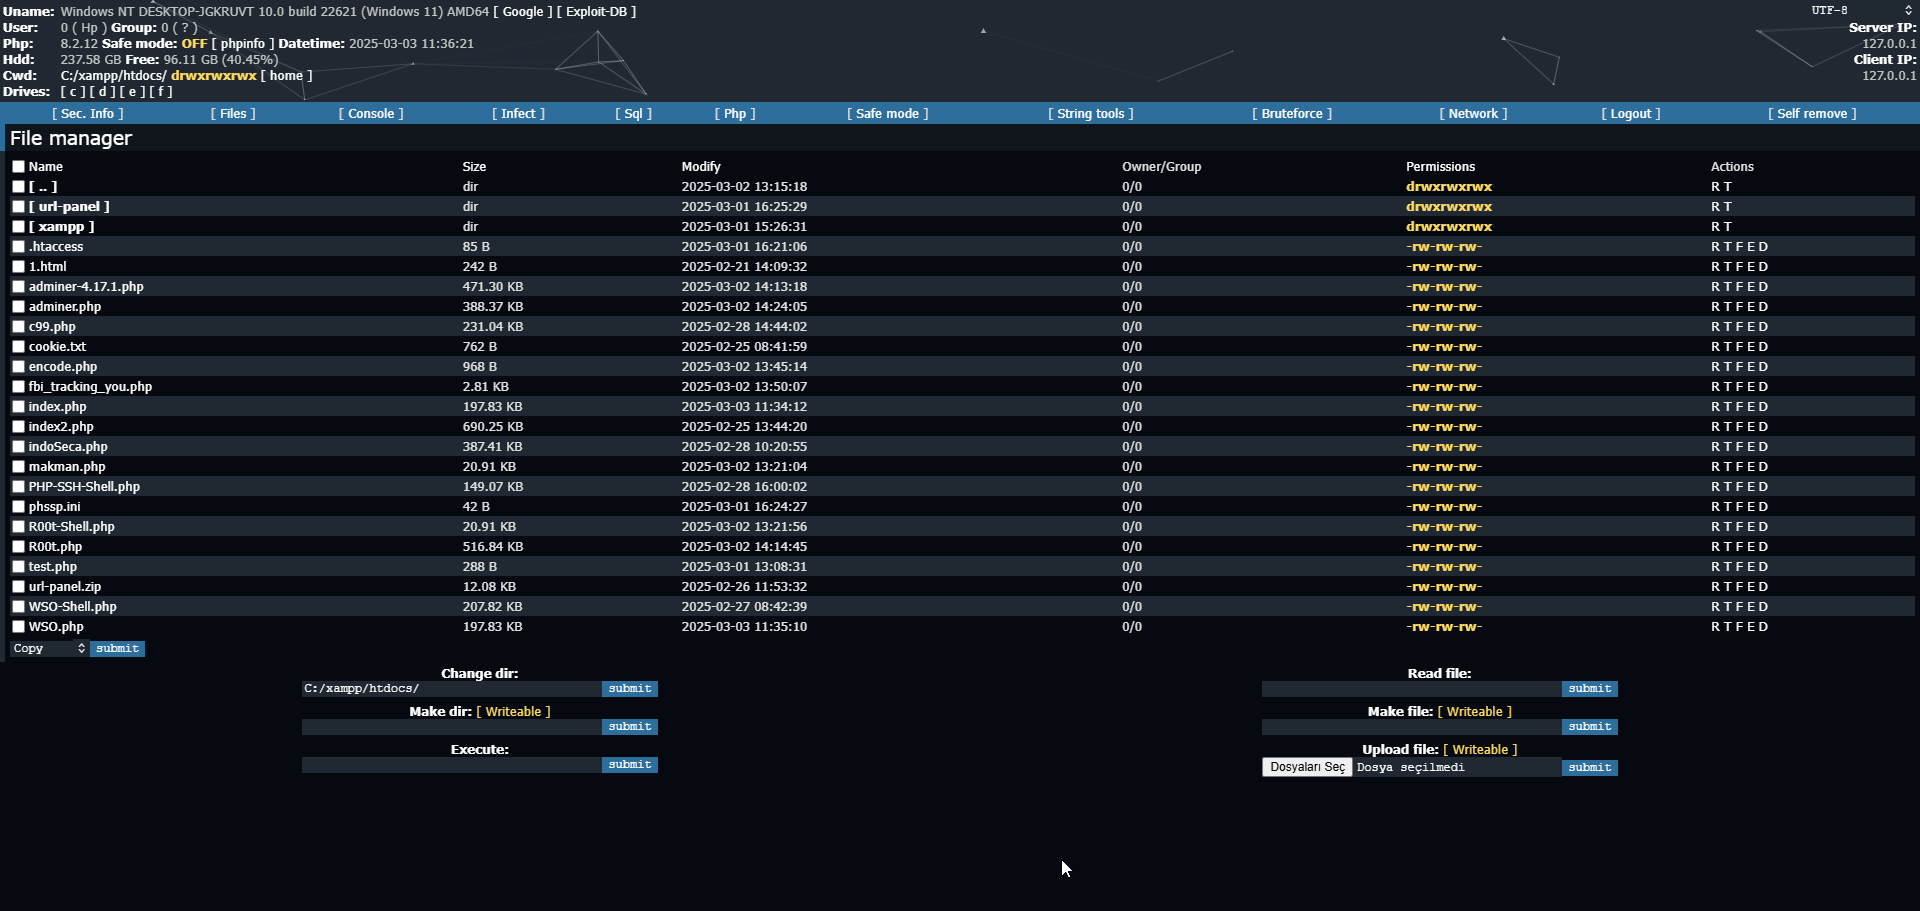 Uname: Windows NT DESKTOP-JGKRUVT 10.0 build 22621 (Windows 11) AMD64 [ Google ] [ Exploit-DB ] UTF-8
User: 0 ( Hp ) Group: 0 ( ? ) Server IP:
Php: 8.2.12 Safe mode: OFF [ phpinfo ] Datetime: 2025-03-03 11:36:21 127.0.0.1
Hdd: 237.58 GB Free: 96.11 GB (40.45%) Client IP:
Cwd: C:/xampp/htdocs/ drwxrwxrwx [ home ] 127.0.0.1
Drives: [ c ] [ d ] [ e ] [ f ]
[ Sec. Info ] [ Files ] [ Console ] [ Infect ] [ Sql ] [ Php ] [ Safe mode ] [ String tools ] [ Bruteforce ] [ Network ] [ Logout ] [ Self remove ]
File manager
Name Size Modify Owner/Group Permissions Actions
[ .. ] dir 2025-03-02 13:15:18 0/0 drwxrwxrwx R T
[ url-panel ] dir 2025-03-01 16:25:29 0/0 drwxrwxrwx R T
[ xampp ] dir 2025-03-01 15:26:31 0/0 drwxrwxrwx R T
.htaccess 85 B 2025-03-01 16:21:06 0/0 -rw-rw-rw- R T F E D
1.html 242 B 2025-02-21 14:09:32 0/0 -rw-rw-rw- R T F E D
adminer-4.17.1.php 471.30 KB 2025-03-02 14:13:18 0/0 -rw-rw-rw- R T F E D
adminer.php 388.37 KB 2025-03-02 14:24:05 0/0 -rw-rw-rw- R T F E D
c99.php 231.04 KB 2025-02-28 14:44:02 0/0 -rw-rw-rw- R T F E D
cookie.txt 762 B 2025-02-25 08:41:59 0/0 -rw-rw-rw- R T F E D
encode.php 968 B 2025-03-02 13:45:14 0/0 -rw-rw-rw- R T F E D
fbi_tracking_you.php 2.81 KB 2025-03-02 13:50:07 0/0 -rw-rw-rw- R T F E D
index.php 197.83 KB 2025-03-03 11:34:12 0/0 -rw-rw-rw- R T F E D
index2.php 690.25 KB 2025-02-25 13:44:20 0/0 -rw-rw-rw- R T F E D
indoSeca.php 387.41 KB 2025-02-28 10:20:55 0/0 -rw-rw-rw- R T F E D
makman.php 20.91 KB 2025-03-02 13:21:04 0/0 -rw-rw-rw- R T F E D
PHP-SSH-Shell.php 149.07 KB 2025-02-28 16:00:02 0/0 -rw-rw-rw- R T F E D
phssp.ini 42 B 2025-03-01 16:24:27 0/0 -rw-rw-rw- R T F E D
R00t-Shell.php 20.91 KB 2025-03-02 13:21:56 0/0 -rw-rw-rw- R T F E D
R00t.php 516.84 KB 2025-03-02 14:14:45 0/0 -rw-rw-rw- R T F E D
test.php 288 B 2025-03-01 13:08:31 0/0 -rw-rw-rw- R T F E D
url-panel.zip 12.08 KB 2025-02-26 11:53:32 0/0 -rw-rw-rw- R T F E D
WSO-Shell.php 207.82 KB 2025-02-27 08:42:39 0/0 -rw-rw-rw- R T F E D
WSO.php 197.83 KB 2025-03-03 11:35:10 0/0 -rw-rw-rw- R T F E D
Copy submit
Change dir: Read file:
C:/xampp/htdocs/ submit submit
Make dir: [ Writeable ] Make file: [ Writeable ]
submit submit
Execute: Upload file: [ Writeable ]
submit Dosyaları Seç Dosya seçilmedi submit